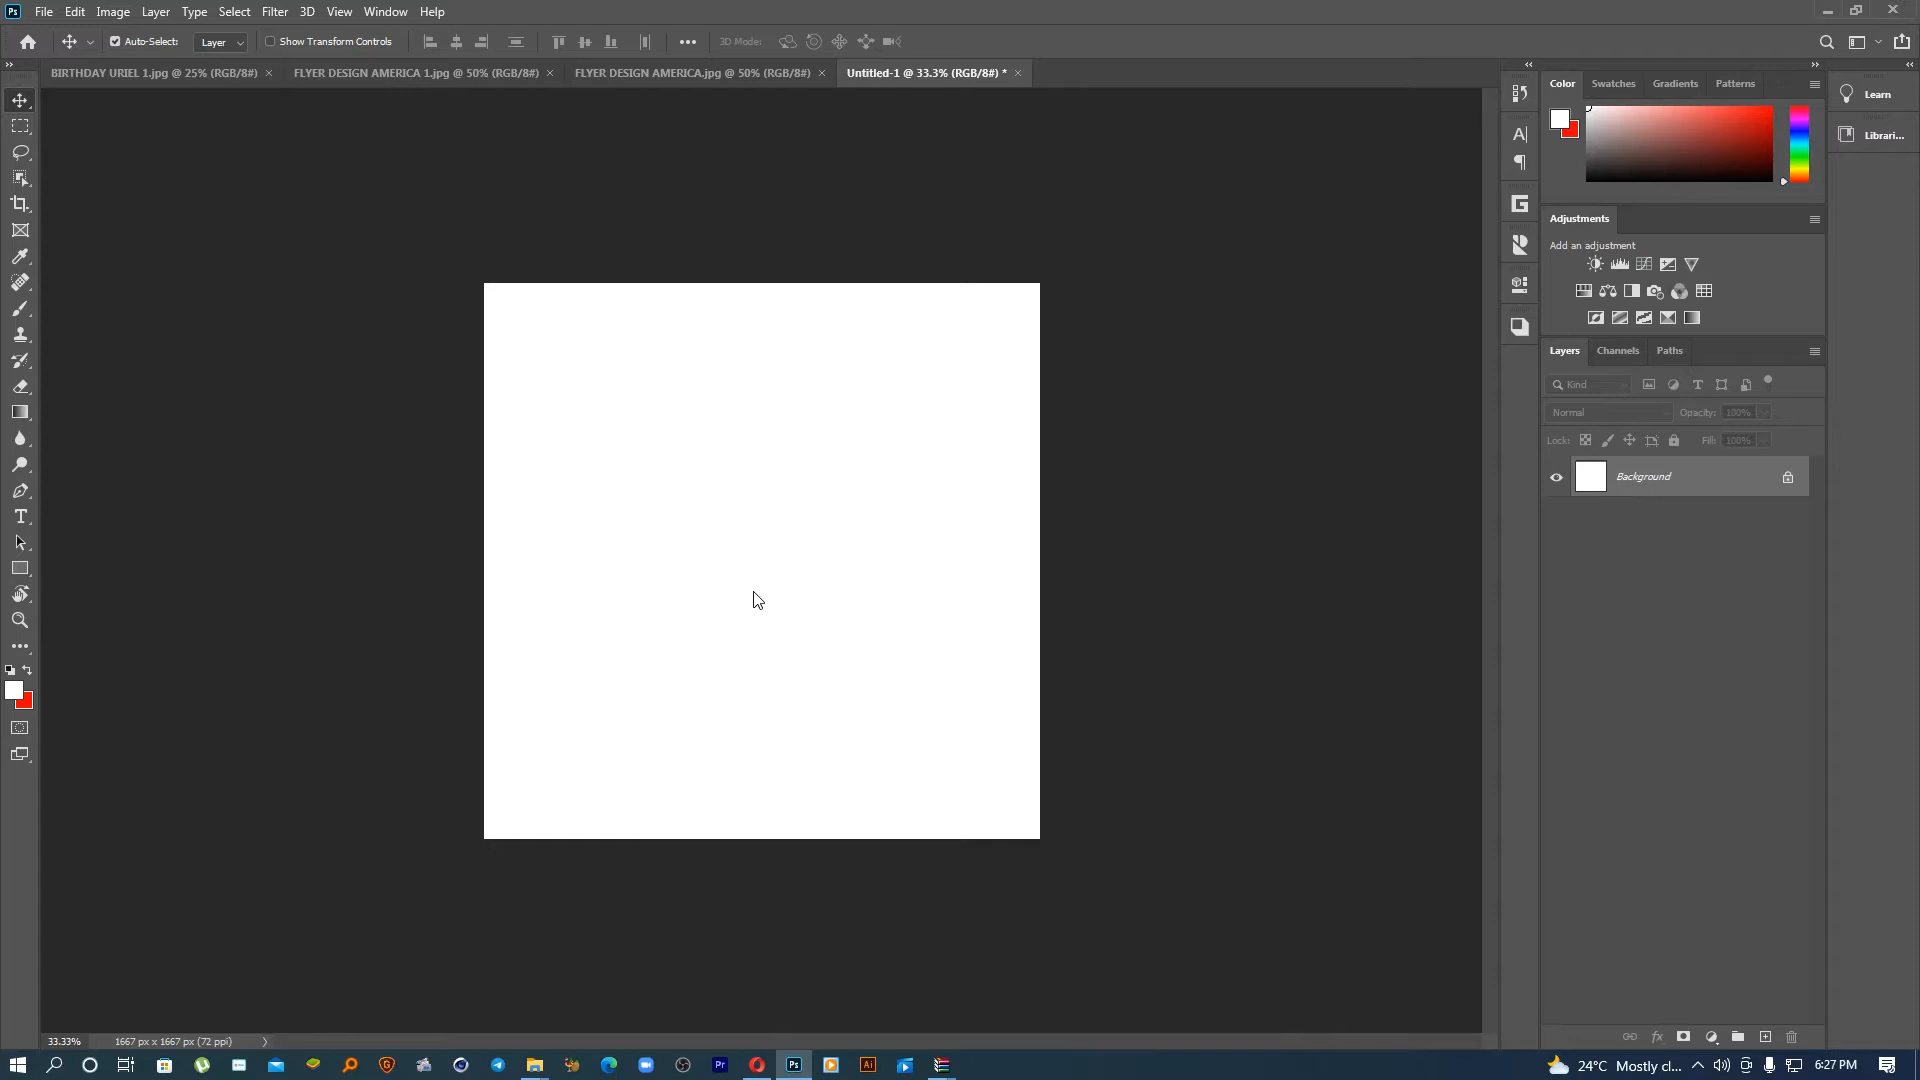 Ps File Edit Image Layer Type Select Filter 3D View Window Help
Auto-Select: Layer Show Transform Controls 3D Mode:
BIRTHDAY URIEL 1.jpg @ 25% (RGB/8#) × FLYER DESIGN AMERICA 1.jpg @ 50% (RGB/8#) × FLYER DESIGN AMERICA.jpg @ 50% (RGB/8#) × Untitled-1 @ 33.3% (RGB/8#) * ×
Color Swatches Gradients Patterns
Learn
Librari...
Adjustments
Add an adjustment
Layers Channels Paths
Kind
Normal Opacity: 100%
Lock: Fill: 100%
Background
33.33% 1667 px x 1667 px (72 ppi)
Pr Ps Ai 24°C Mostly cl... 6:27 PM